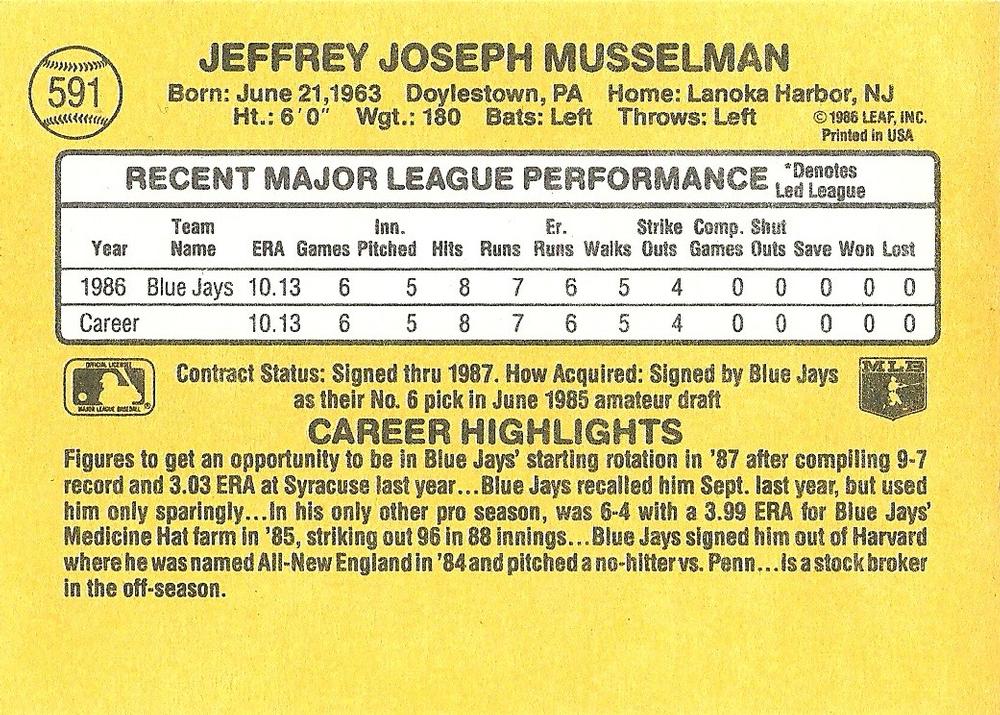 591
JEFFREY JOSEPH MUSSELMAN
Born: June 21,1963 Doylestown, PA Home: Lanoka Harbor, NJ
Ht.: 6'0" Wgt.: 180 Bats: Left Throws: Left
©1986 LEAF, INC.
Printed in USA
RECENT MAJOR LEAGUE PERFORMANCE *Denotes Led League
Year Team Name ERA Games Inn. Pitched Hits Runs Er. Runs Walks Strike Outs Comp. Games Shut Outs Save Won Lost
1986 Blue Jays 10.13 6 5 8 7 6 5 4 0 0 0 0 0
Career 10.13 6 5 8 7 6 5 4 0 0 0 0 0
OFFICIAL LICENSEE
MAJOR LEAGUE BASEBALL ®
Contract Status: Signed thru 1987. How Acquired: Signed by Blue Jays
as their No. 6 pick in June 1985 amateur draft
MLB
CAREER HIGHLIGHTS
Figures to get an opportunity to be in Blue Jays' starting rotation in '87 after compiling 9-7
record and 3.03 ERA at Syracuse last year...Blue Jays recalled him Sept. last year, but used
him only sparingly...In his only other pro season, was 6-4 with a 3.99 ERA for Blue Jays'
Medicine Hat farm in '85, striking out 96 in 88 innings...Blue Jays signed him out of Harvard
where he was named All-New England in '84 and pitched a no-hitter vs. Penn...Is a stock broker
in the off-season.